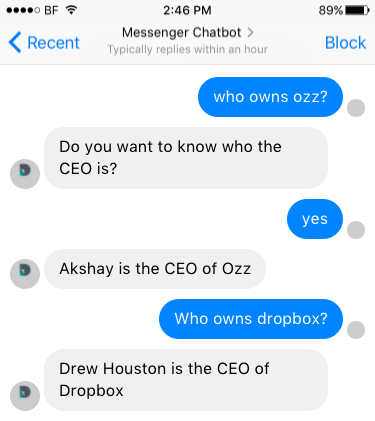 BF 2:46 PM 89%
Recent Messenger Chatbot Block
Typically replies within an hour
who owns ozz?
Do you want to know who the
CEO is?
yes
Akshay is the CEO of Ozz
Who owns dropbox?
Drew Houston is the CEO of
Dropbox